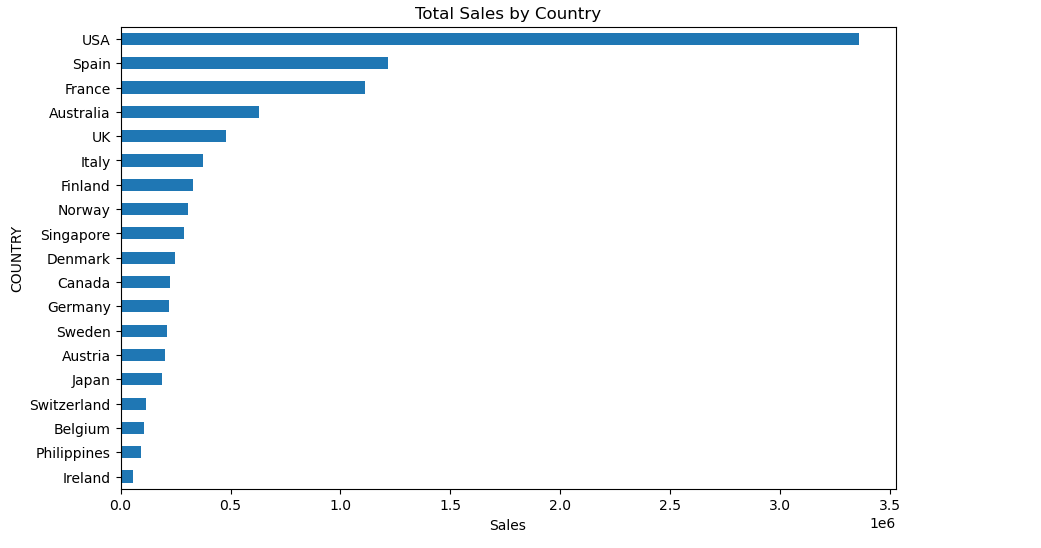 Total Sales by Country
USA
Spain
France
Australia
UK
Italy
Finland
Norway
Singapore
Denmark
Canada
Germany
Sweden
Austria
Japan
Switzerland
Belgium
Philippines
Ireland
COUNTRY
0.0 0.5 1.0 1.5 2.0 2.5 3.0 3.5
1e6
Sales